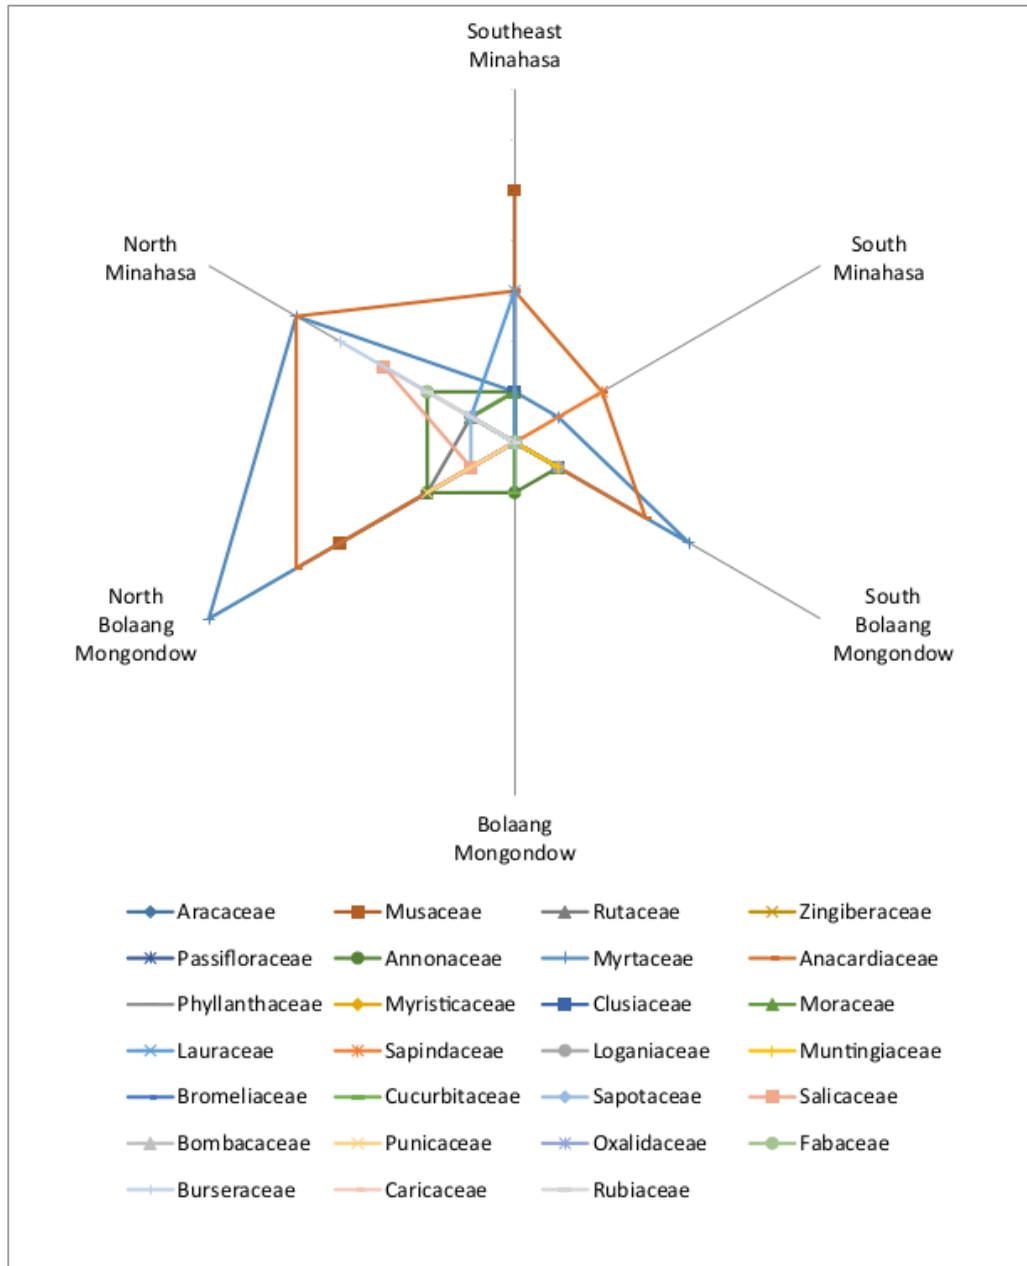 Southeast
Minahasa
North
Minahasa
South
Minahasa
North
Bolaang
Mongondow
South
Bolaang
Mongondow
Bolaang
Mongondow
Aracaceae Musaceae Rutaceae Zingiberaceae
Passifloraceae Annonaceae Myrtaceae Anacardiaceae
Phyllanthaceae Myristicaceae Clusiaceae Moraceae
Lauraceae Sapindaceae Loganiaceae Muntingiaceae
Bromeliaceae Cucurbitaceae Sapotaceae Salicaceae
Bombacaceae Punicaceae Oxalidaceae Fabaceae
Burseraceae Caricaceae Rubiaceae